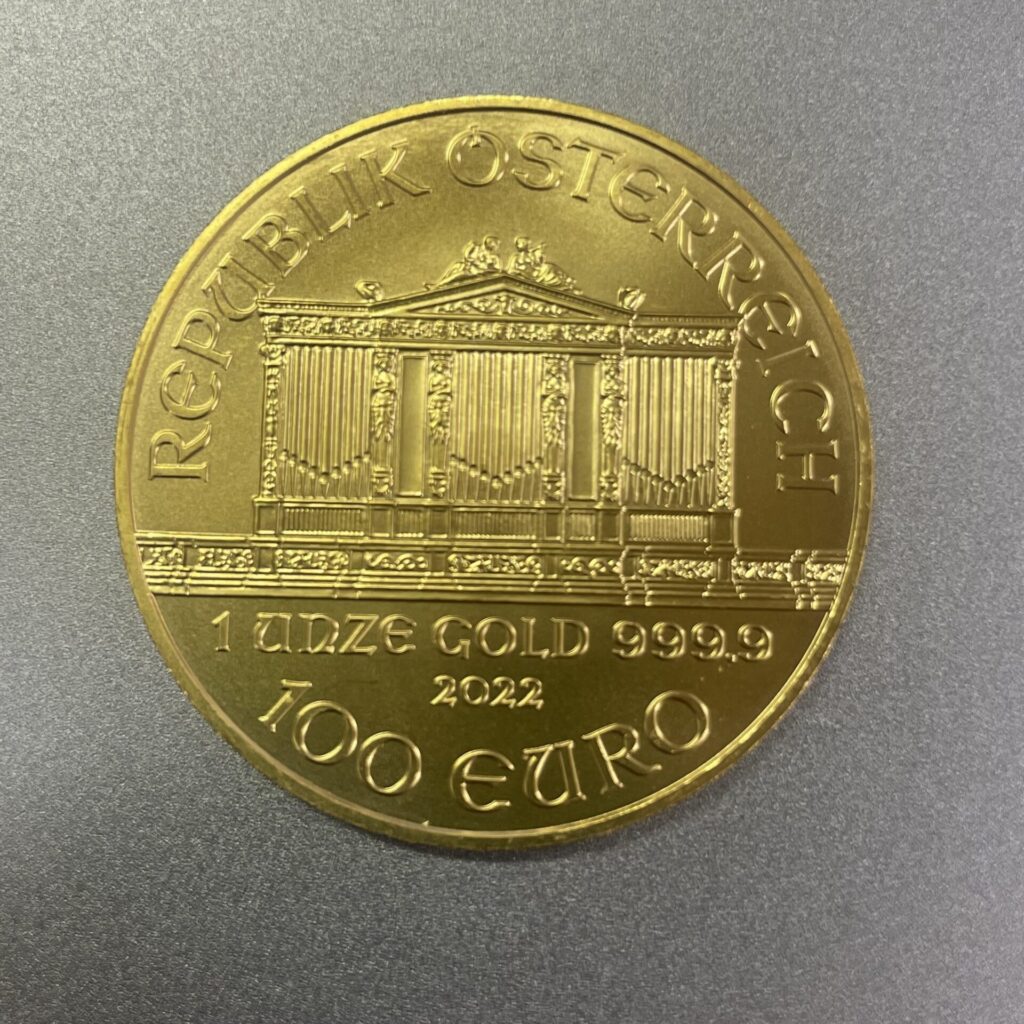 REPUBLIK ÖSTERREICH
1 UNZE GOLD 999.9
2022
100 EURO